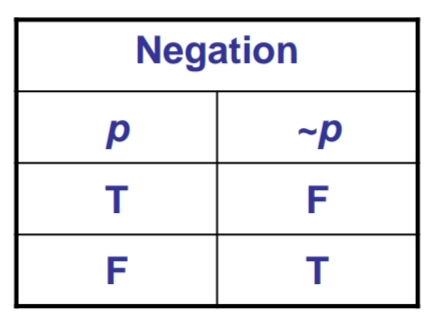 Negation
p ~p
T F
F T